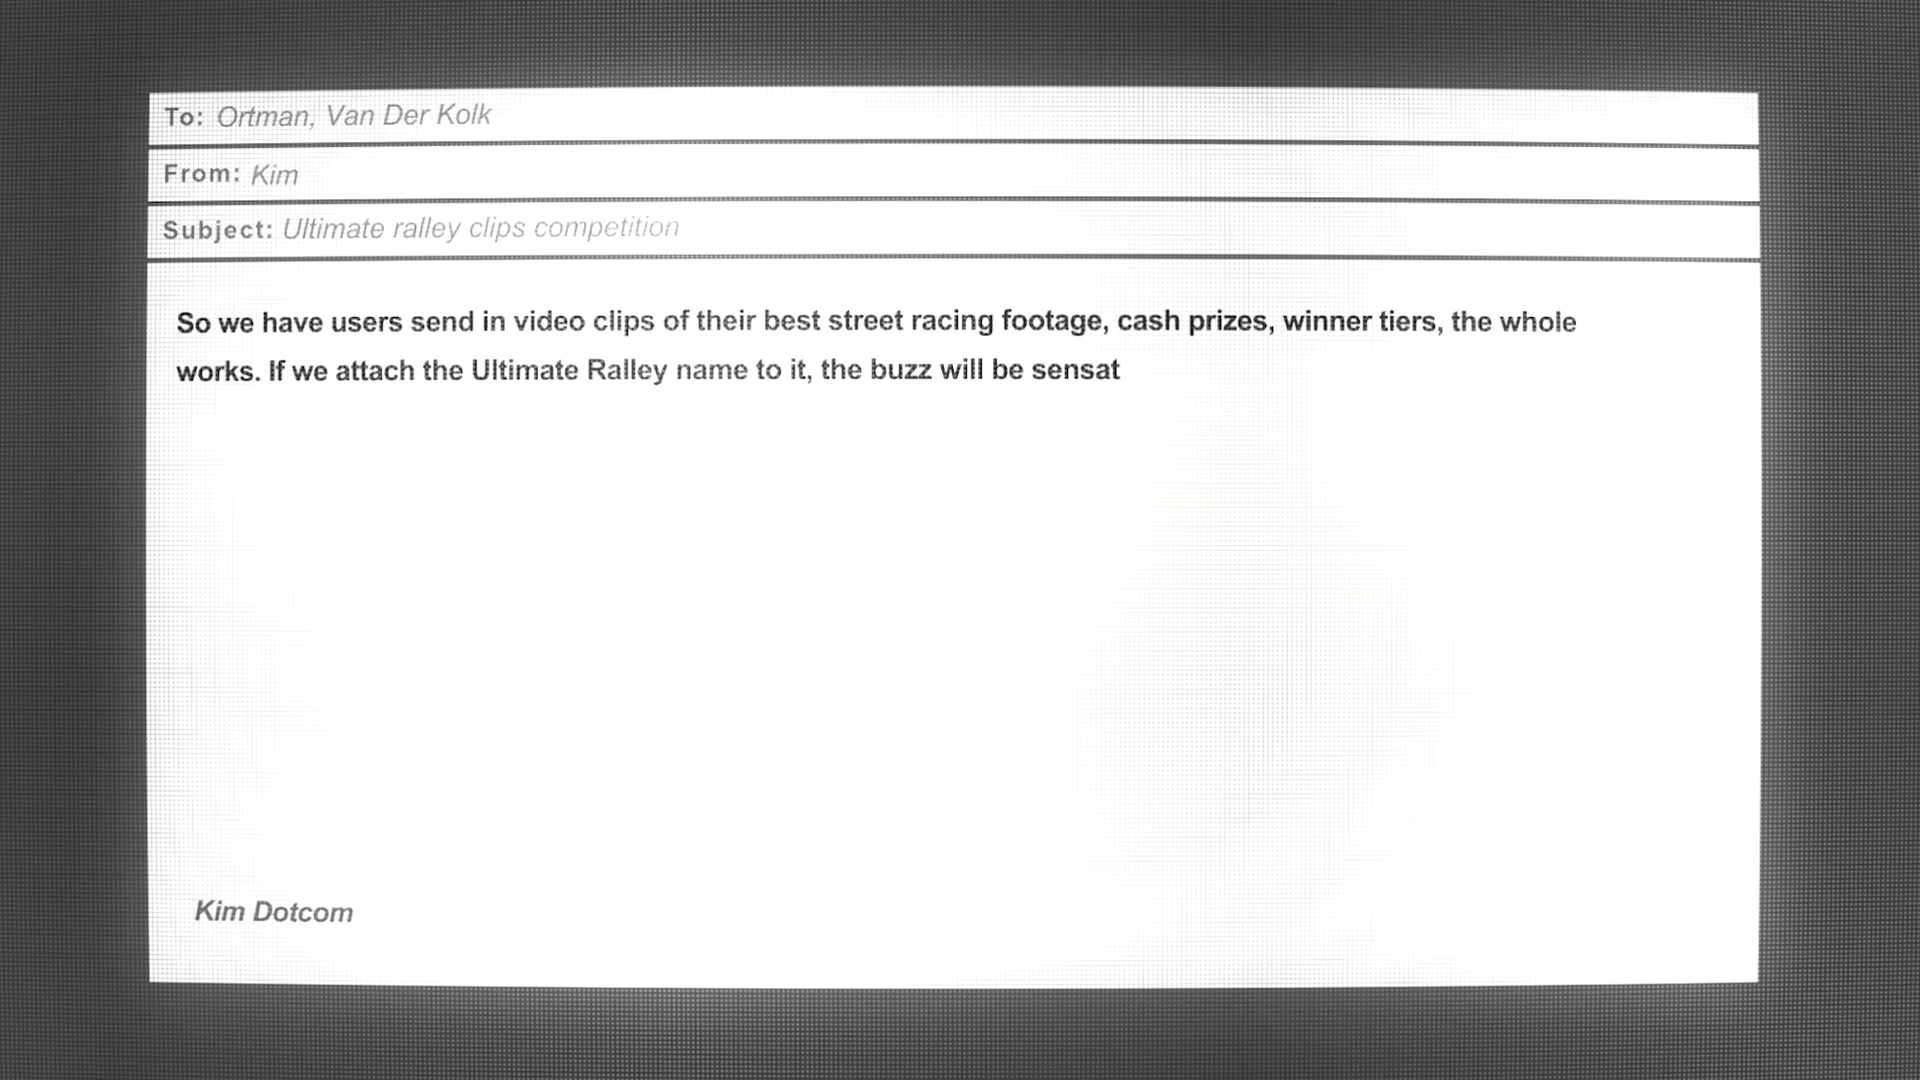 To: Ortman, Van Der Kolk
From: Kim
Subject: Ultimate ralley clips competition
So we have users send in video clips of their best street racing footage, cash prizes, winner tiers, the whole
works. If we attach the Ultimate Ralley name to it, the buzz will be sensat
Kim Dotcom